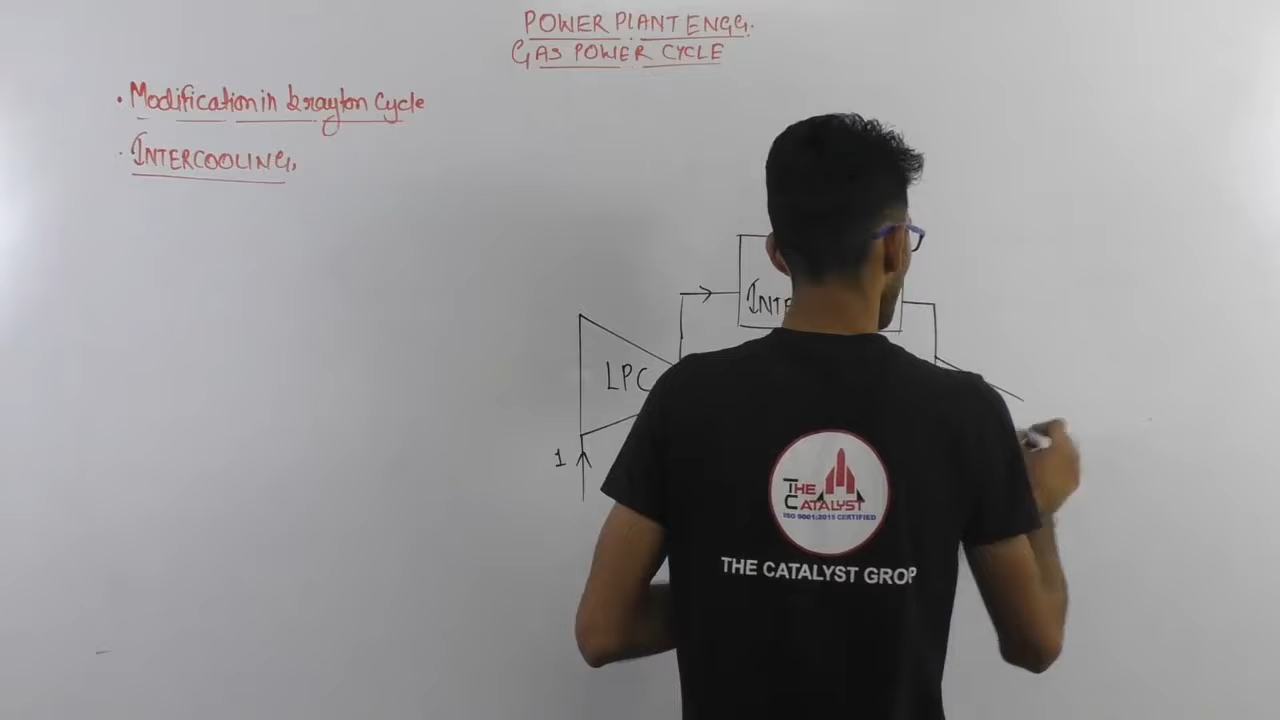 POWER PLANT ENGG.
GAS POWER CYCLE
• Modification in brayton Cycle
· INTERCOOLING,
LPC
1
THE
CATALYST
ISO 9001:2015 CERTIFIED
THE CATALYST GROP